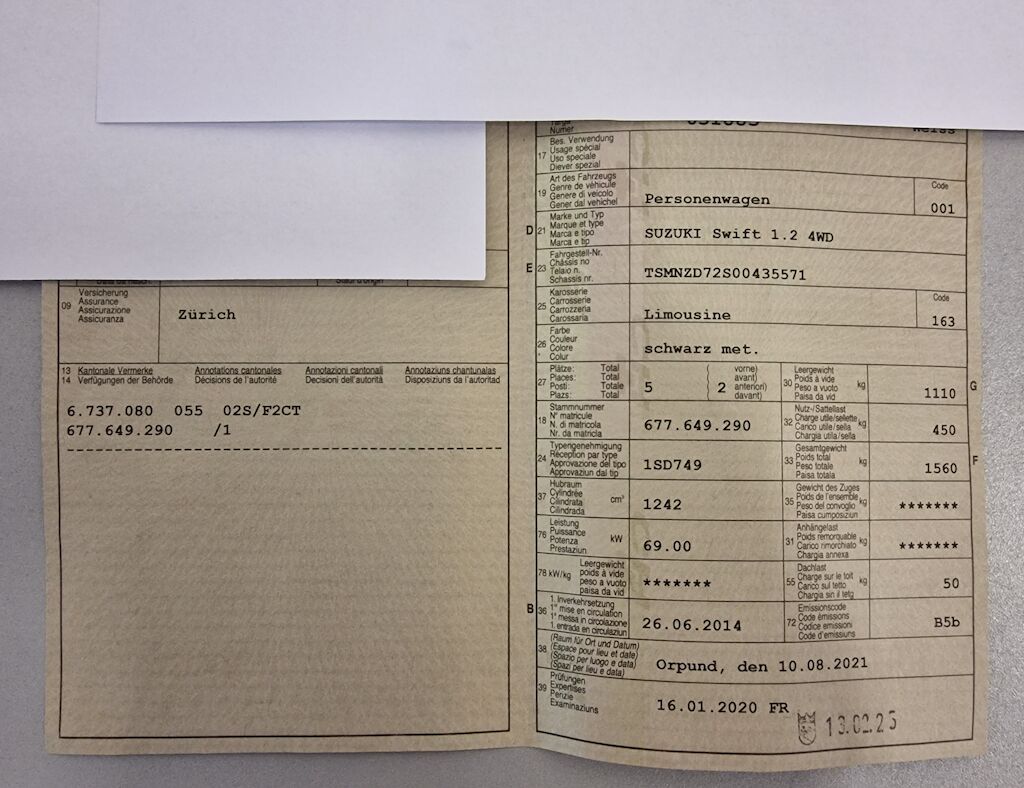 09 Versicherung
Assurance
Assicurazione
Assicuranza
Zürich
13 Kantonale Vermerke Annotations cantonales Annotazioni cantonali Annotaziuns chantunalas
14 Verfügungen der Behörde Décisions de l'autorité Decisioni dell'autorità Disposiziuns da l'autoritad
6.737.080 055 02S/F2CT
677.649.290 /1
Numer
weiss
17 Bes. Verwendung
Usage spécial
Uso speciale
Diever spezial
19 Art des Fahrzeugs
Genre de véhicule
Genere di veicolo
Gener dal vehichel
Personenwagen
Code
001
D 21 Marke und Typ
Marque et type
Marca e tipo
Marca e tip
SUZUKI Swift 1.2 4WD
E 23 Fahrgestell-Nr.
Châssis no
Telaio n.
Schassis nr.
TSMNZD72S00435571
25 Karosserie
Carrosserie
Carrozzeria
Carossaria
Limousine
Code
163
26 Farbe
Couleur
Colore
Colur
schwarz met.
27 Plätze: Total
Places: Total
Posti: Totale
Plazs: Total
5
( vorne)
avant)
anteriori)
( davant)
2
30 Leergewicht
Poids à vide
Peso a vuoto
Paisa da vid
kg
1110
G
18 Stammnummer
N° matricule
N. di matricola
Nr. da matricla
677.649.290
32 Nutz-/Sattellast
Charge utile/sellette
Carico utile/sella
Chargia utila/sella
kg
450
24 Typengenehmigung
Réception par type
Approvazione del tipo
Approvaziun dal tip
1SD749
33 Gesamtgewicht
Poids total
Peso totale
Paisa totala
kg
1560
F
37 Hubraum
Cylindrée
Cilindrata
Cilindrada
cm³
1242
35 Gewicht des Zuges
Poids de l'ensemble
Peso del convoglio
Paisa cumposiziun
kg
*******
76 Leistung
Puissance
Potenza
Prestaziun
kW
69.00
31 Anhängelast
Poids remorquable
Carico rimorchiato
Chargia annexa
kg
*******
78 kW/kg Leergewicht
poids à vide
peso a vuoto
paisa da vid
*******
55 Dachlast
Charge sur le toit
Carico sul tetto
Chargia sin il tetg
kg
50
B 36 1. Inverkehrsetzung
1re mise en circulation
1a messa in circolazione
1. entrada en circulaziun
26.06.2014
72 Emissionscode
Code émissions
Codice emissioni
Code d'emissiuns
B5b
38 (Raum für Ort und Datum)
(Espace pour lieu et date)
(Spazio per luogo e data)
(Spazi per lieu e data)
Orpund, den 10.08.2021
39 Prüfungen
Expertises
Perizie
Examinaziuns
16.01.2020 FR
13.02.25